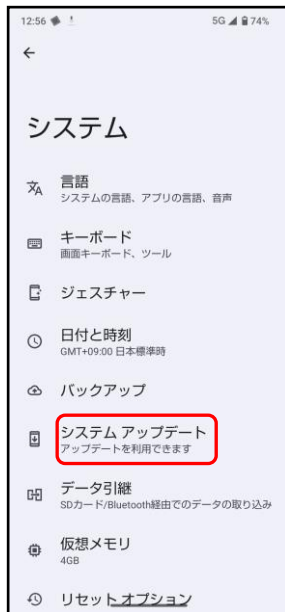 12:56 5G 74%
システム
言語
システムの言語、アプリの言語、音声
キーボード
画面キーボード、ツール
ジェスチャー
日付と時刻
GMT+09:00 日本標準時
バックアップ
システム アップデート
アップデートを利用できます
データ引継
SDカード/Bluetooth経由でのデータの取り込み
仮想メモリ
4GB
リセット オプション